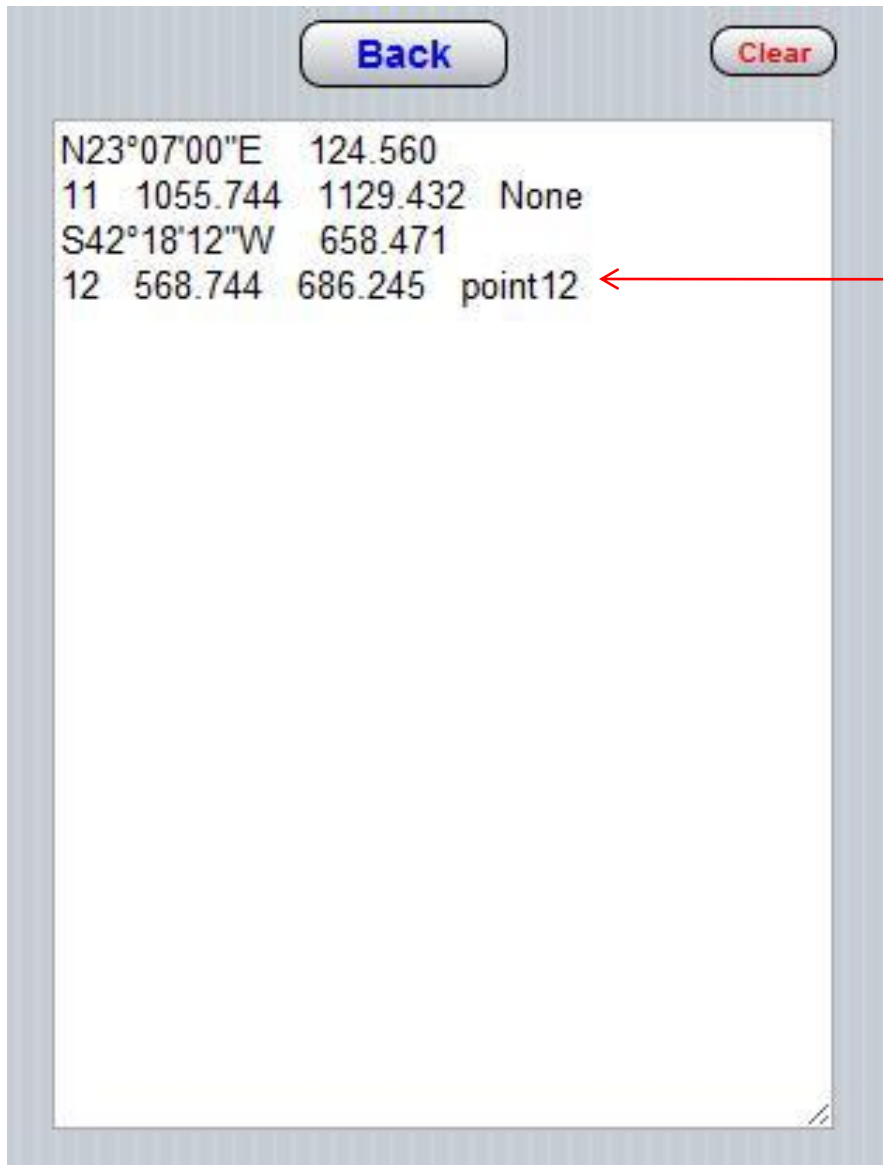 Back
Clear
N23°07'00"E 124.560
11 1055.744 1129.432 None
S42°18'12"W 658.471
12 568.744 686.245 point12